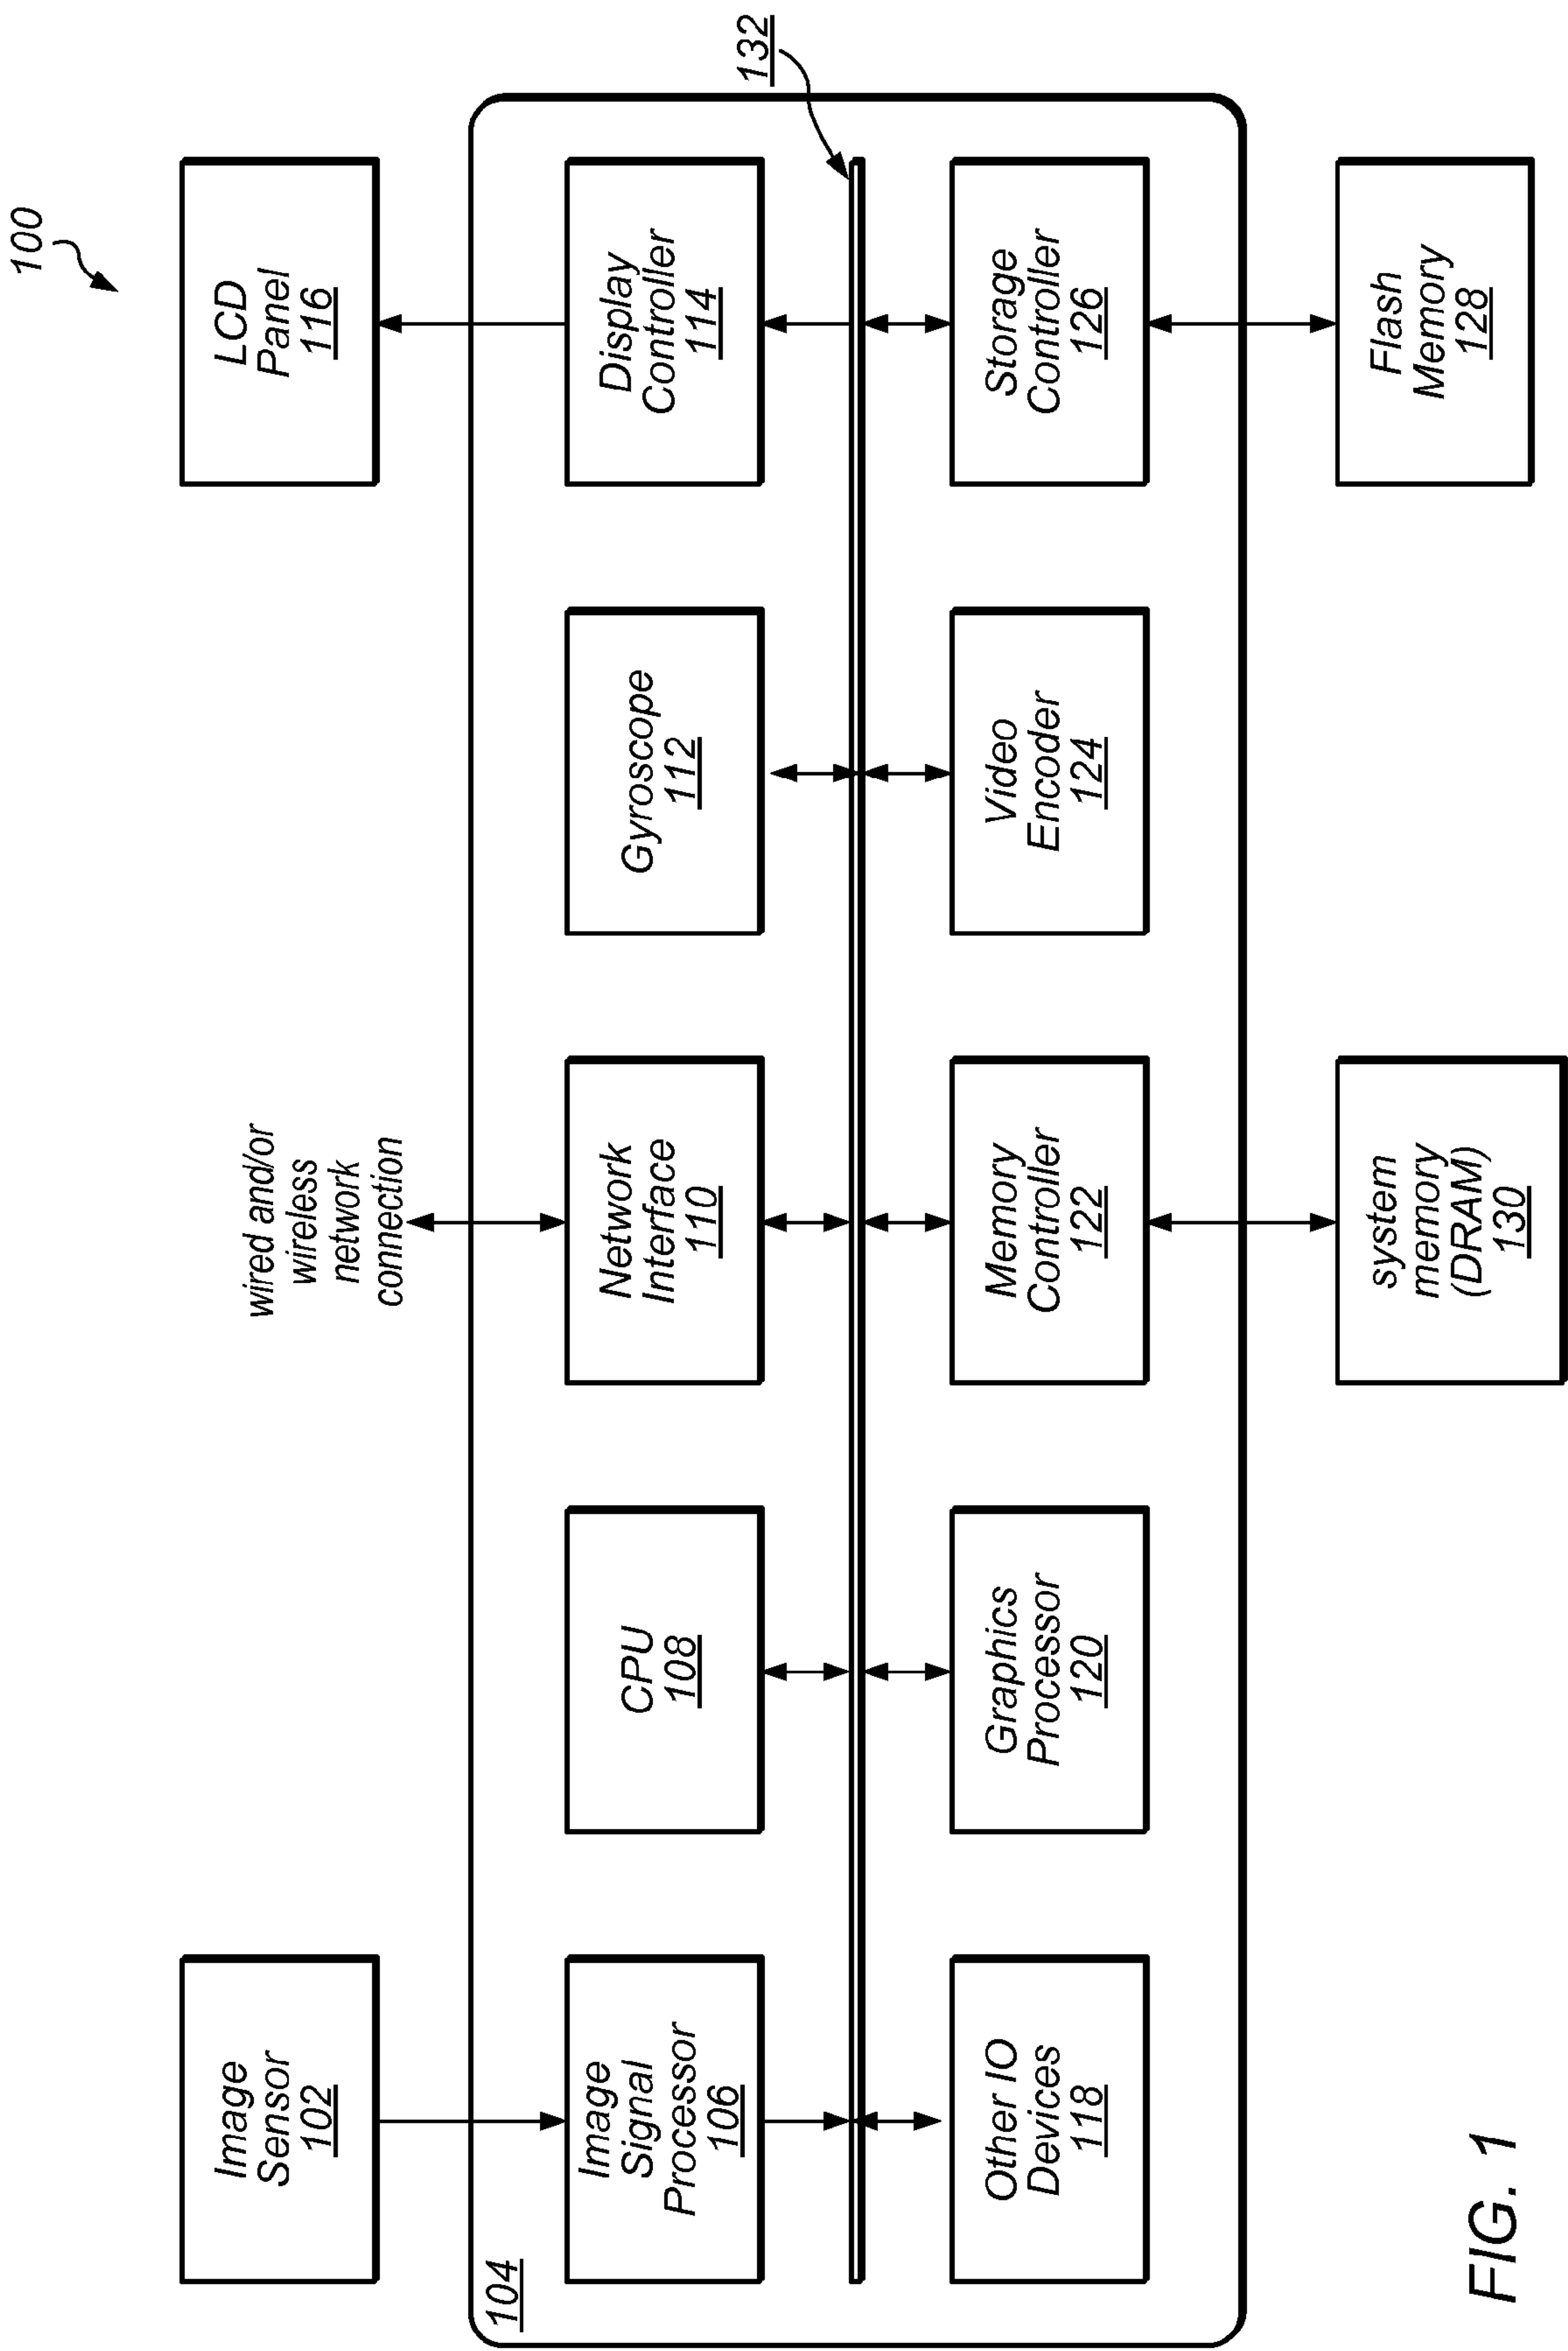 100
Image
Sensor
102
wired and/or
wireless
network
connection
LCD
Panel
116
104
132
Image
Signal
Processor
106
CPU
108
Network
Interface
110
Gyroscope
112
Display
Controller
114
Other IO
Devices
118
Graphics
Processor
120
Memory
Controller
122
Video
Encoder
124
Storage
Controller
126
system
memory
(DRAM)
130
Flash
Memory
128
FIG. 1